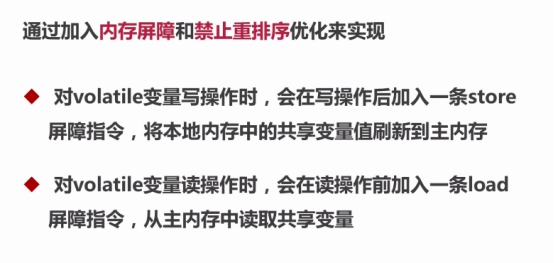 通过加入内存屏障和禁止重排序优化来实现
◆ 对volatile变量写操作时，会在写操作后加入一条store
屏障指令，将本地内存中的共享变量值刷新到主内存
◆ 对volatile变量读操作时，会在读操作前加入一条load
屏障指令，从主内存中读取共享变量